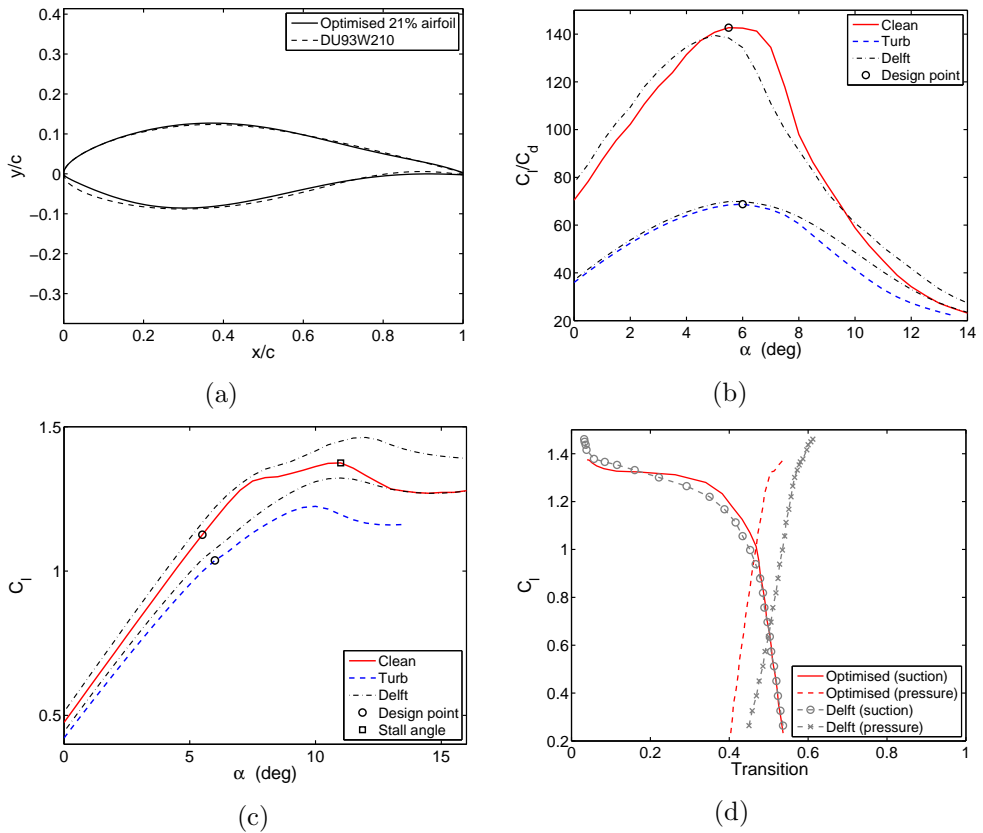 Optimised 21% airfoil
DU93W210
0.4
0.3
0.2
0.1
0
−0.1
−0.2
−0.3
y/c
0
0.2
0.4
0.6
0.8
1
x/c
(a)
Clean
Turb
Delft
Design point
140
120
100
80
60
40
20
C_l/C_d
0
2
4
6
8
10
12
14
α (deg)
(b)
1.5
1
0.5
C_l
Clean
Turb
Delft
Design point
Stall angle
0
5
10
15
α (deg)
(c)
1.4
1.2
1
1.2
1.4
0.6
0.4
0.2
C_l
Optimised (suction)
Optimised (pressure)
Delft (suction)
Delft (pressure)
0
0.2
0.4
0.6
0.8
1
Transition
(d)